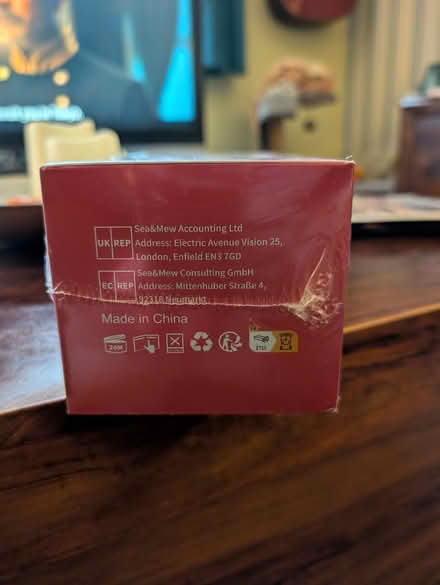 UK REP
Sea&Mew Accounting Ltd
Address: Electric Avenue Vision 25,
London, Enfield EN3 7GD
EC REP
Sea&Mew Consulting GmbH
Address: Mittenhuber Straße 4,
92318 Neumarkt
Made in China
24M